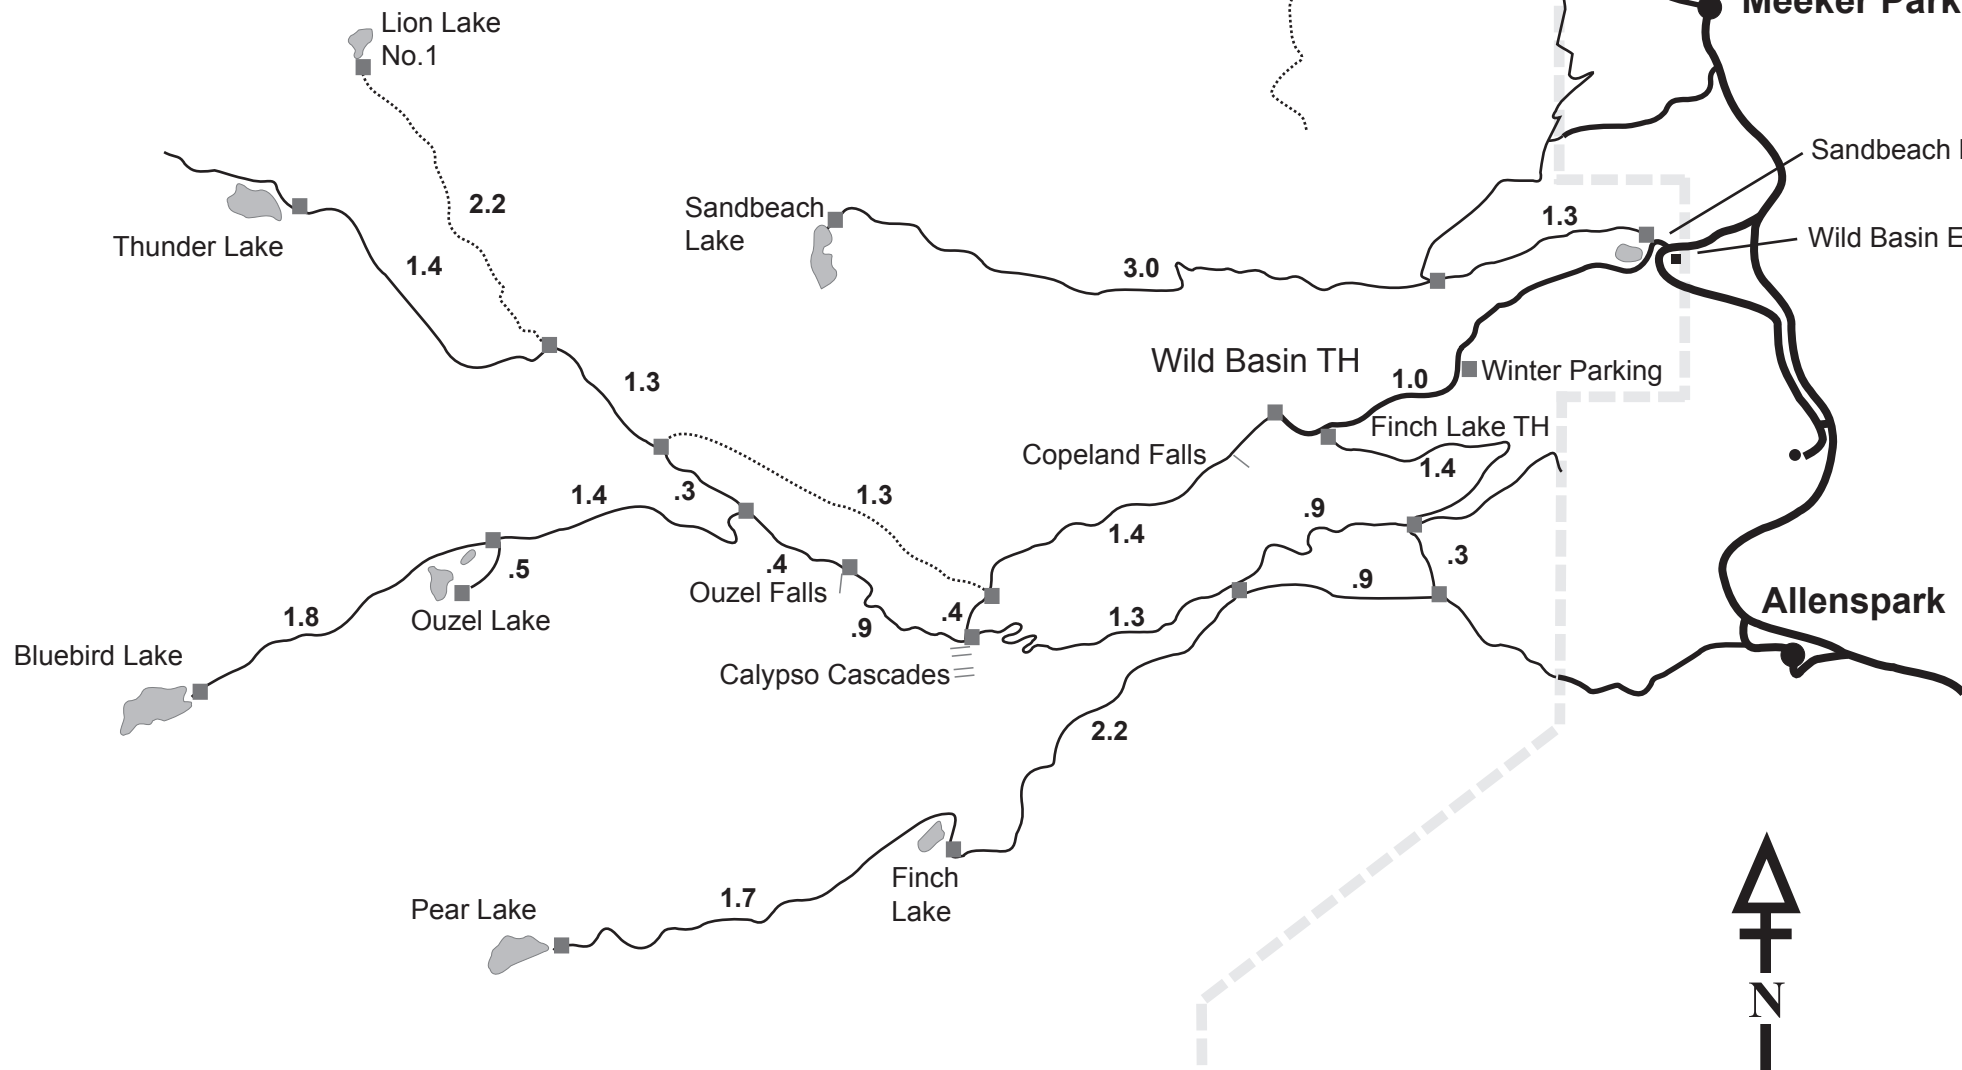 Meeker Park
Lion Lake
No.1
2.2
Thunder Lake
1.4
Sandbeach
Lake
3.0
1.3
Sandbeach
Wild Basin
1.3
Wild Basin TH
1.0
Winter Parking
Finch Lake TH
1.4
Copeland Falls
1.4
.3
1.4
1.3
.9
.3
.5
Ouzel Lake
.4
Ouzel Falls
.9
.4
1.3
.9
Allenspark
1.8
Bluebird Lake
Calypso Cascades
2.2
Finch
Lake
1.7
Pear Lake
N